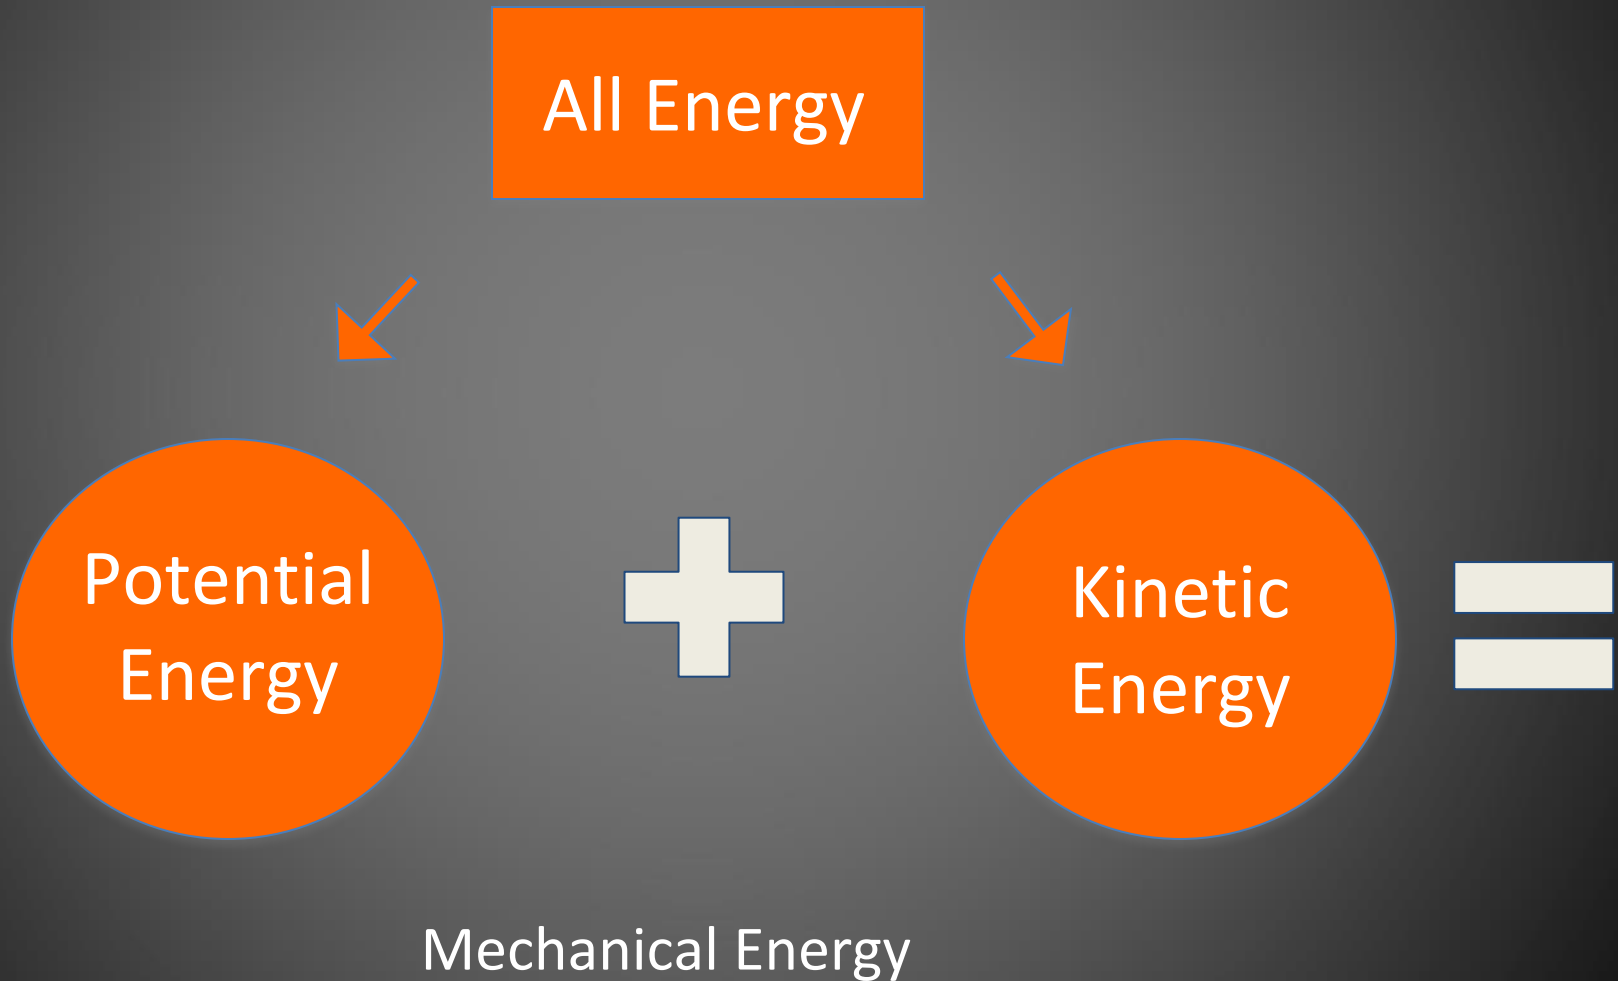 All Energy
Potential
Energy
Kinetic
Energy
Mechanical Energy